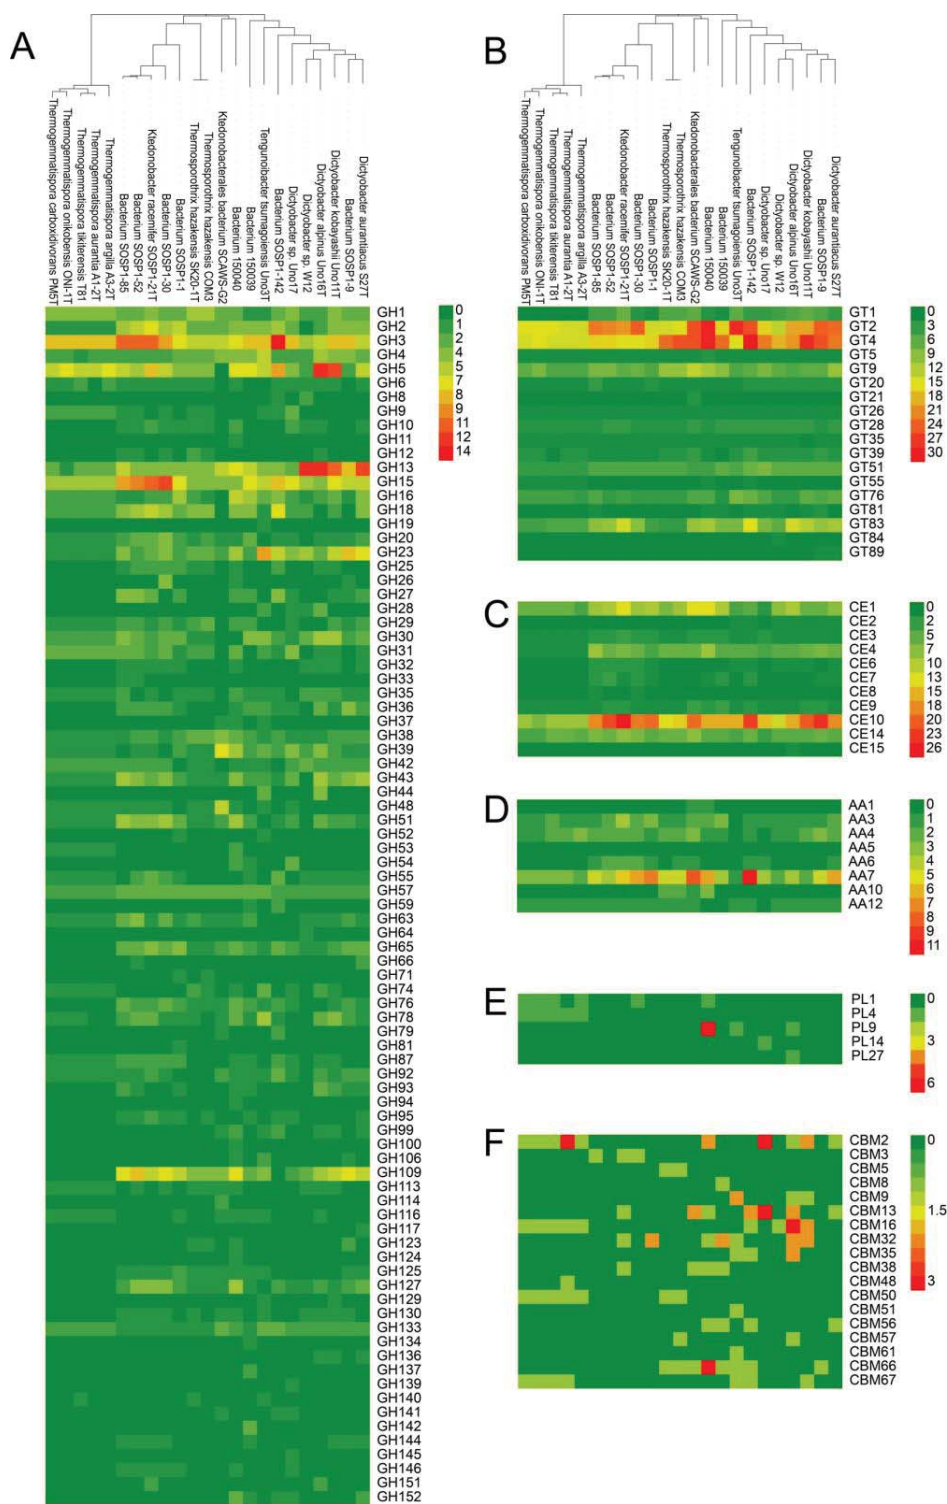 A
Thermogemmatispora carboxidivorans PM5T
Thermogemmatispora onikobensis ONI-1T
Thermogemmatispora tikiterensis T81
Thermogemmatispora aurantia A1-2T
Thermogemmatispora argilla A3-2T
Bacterium SOSP1-85
Bacterium SOSP1-52
Ktedonobacter racemifer SOSP1-21T
Bacterium SOSP1-30
Bacterium SOSP1-1
Thermosporothrix hazakensis SK20-1T
Thermosporothrix hazakensis COM3
Ktedonobacterales bacterium SCAWS-G2
Bacterium 150040
Bacterium 150039
Tengunobacter tsumagoiensis Uno3T
Bacterium SOSP1-142
Dictyobacter sp. Uno17
Dictyobacter sp. W12
Dictyobacter alpinus Uno16T
Dictyobacter kobayashii Uno11T
Bacterium SOSP1-9
Dictyobacter aurantiacus S27T
GH1
GH2
GH3
GH4
GH5
GH6
GH8
GH9
GH10
GH11
GH12
GH13
GH15
GH16
GH18
GH19
GH20
GH23
GH25
GH26
GH27
GH28
GH29
GH30
GH31
GH32
GH33
GH35
GH36
GH37
GH38
GH39
GH42
GH43
GH44
GH48
GH51
GH52
GH53
GH54
GH55
GH57
GH59
GH63
GH64
GH65
GH66
GH71
GH74
GH76
GH78
GH79
GH81
GH87
GH92
GH93
GH94
GH95
GH99
GH100
GH106
GH109
GH113
GH114
GH116
GH117
GH123
GH124
GH125
GH127
GH129
GH130
GH133
GH134
GH136
GH137
GH139
GH140
GH141
GH142
GH144
GH145
GH146
GH151
GH152
0
1
2
4
5
7
8
9
11
12
14
B
Thermogemmatispora carboxidivorans PM5T
Thermogemmatispora onikobensis ONI-1T
Thermogemmatispora tikiterensis T81
Thermogemmatispora aurantia A1-2T
Thermogemmatispora argilla A3-2T
Bacterium SOSP1-85
Bacterium SOSP1-52
Ktedonobacter racemifer SOSP1-21T
Bacterium SOSP1-30
Bacterium SOSP1-1
Thermosporothrix hazakensis SK20-1T
Thermosporothrix hazakensis COM3
Ktedonobacterales bacterium SCAWS-G2
Bacterium 150040
Bacterium 150039
Tengunobacter tsumagoiensis Uno3T
Bacterium SOSP1-142
Dictyobacter sp. Uno17
Dictyobacter sp. W12
Dictyobacter alpinus Uno16T
Dictyobacter kobayashii Uno11T
Bacterium SOSP1-9
Dictyobacter aurantiacus S27T
GT1
GT2
GT4
GT5
GT9
GT20
GT21
GT26
GT28
GT35
GT39
GT51
GT55
GT76
GT81
GT83
GT84
GT89
0
3
6
9
12
15
18
21
24
27
30
C
CE1
CE2
CE3
CE4
CE6
CE7
CE8
CE9
CE10
CE14
CE15
0
2
5
7
10
13
15
18
20
23
26
D
AA1
AA3
AA4
AA5
AA6
AA7
AA10
AA12
0
1
2
3
4
5
6
7
8
9
11
E
PL1
PL4
PL9
PL14
PL27
0
3
6
F
CBM2
CBM3
CBM5
CBM8
CBM9
CBM13
CBM16
CBM32
CBM35
CBM38
CBM48
CBM50
CBM51
CBM56
CBM57
CBM61
CBM66
CBM67
0
1.5
3